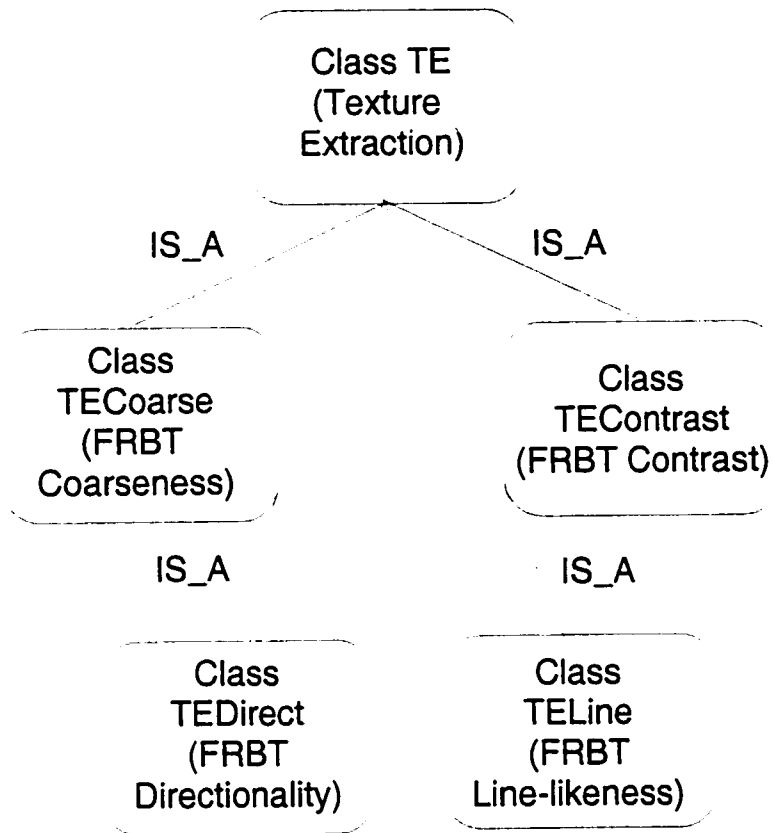 Class TE
(Texture
Extraction)
IS_A
IS_A
Class
TECoarse
(FRBT
Coarseness)
Class
TEContrast
(FRBT Contrast)
IS_A
IS_A
Class
TEDirect
(FRBT
Directionality)
Class
TELine
(FRBT
Line-likeness)